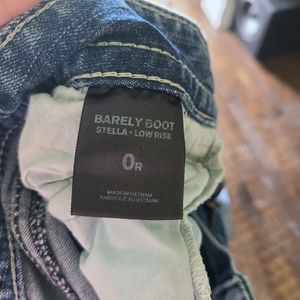 BARELY BOOT
STELLA - LOW RISE
0R
MADE IN VIETNAM
FABRIQUÉ AU VIETNAM